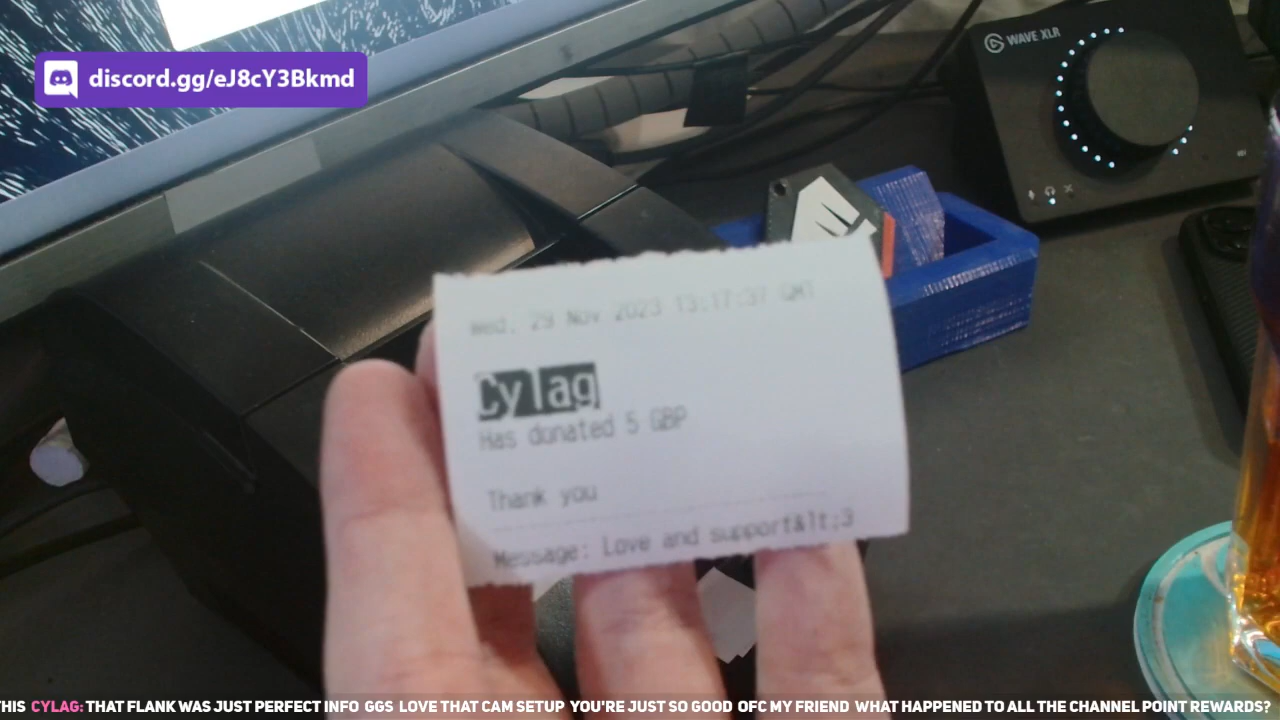 discord.gg/eJ8cY3Bkmd
WAVE XLR
Wed, 29 Nov 2023 13:17:37 GMT
Cylag
Has donated 5 GBP
Thank you
Message: Love and support&lt;3
THIS CYLAG: THAT FLANK WAS JUST PERFECT INFO GGS LOVE THAT CAM SETUP YOU'RE JUST SO GOOD OFC MY FRIEND WHAT HAPPENED TO ALL THE CHANNEL POINT REWARDS?